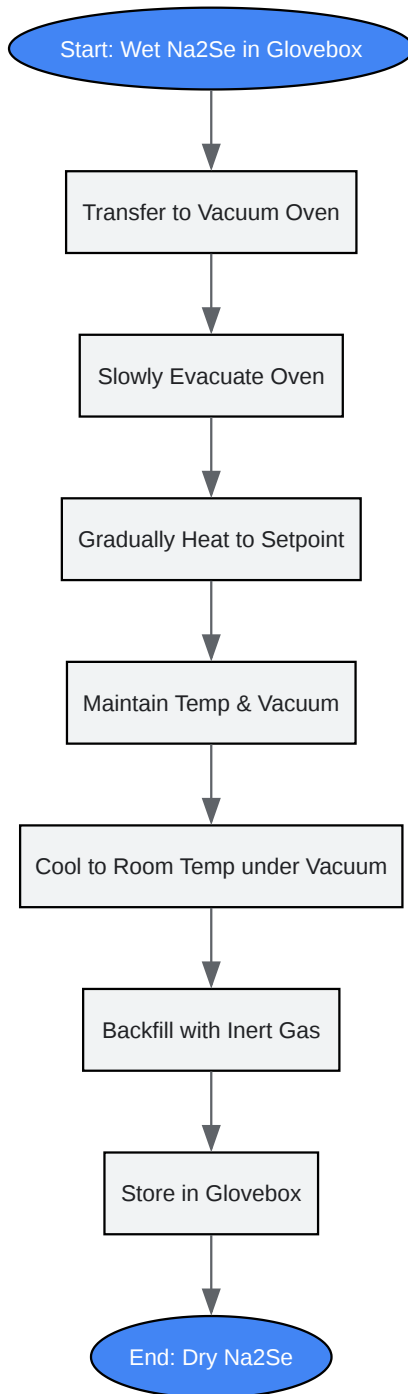 Start: Wet Na2Se in Glovebox
Transfer to Vacuum Oven
Slowly Evacuate Oven
Gradually Heat to Setpoint
Maintain Temp & Vacuum
Cool to Room Temp under Vacuum
Backfill with Inert Gas
Store in Glovebox
End: Dry Na2Se